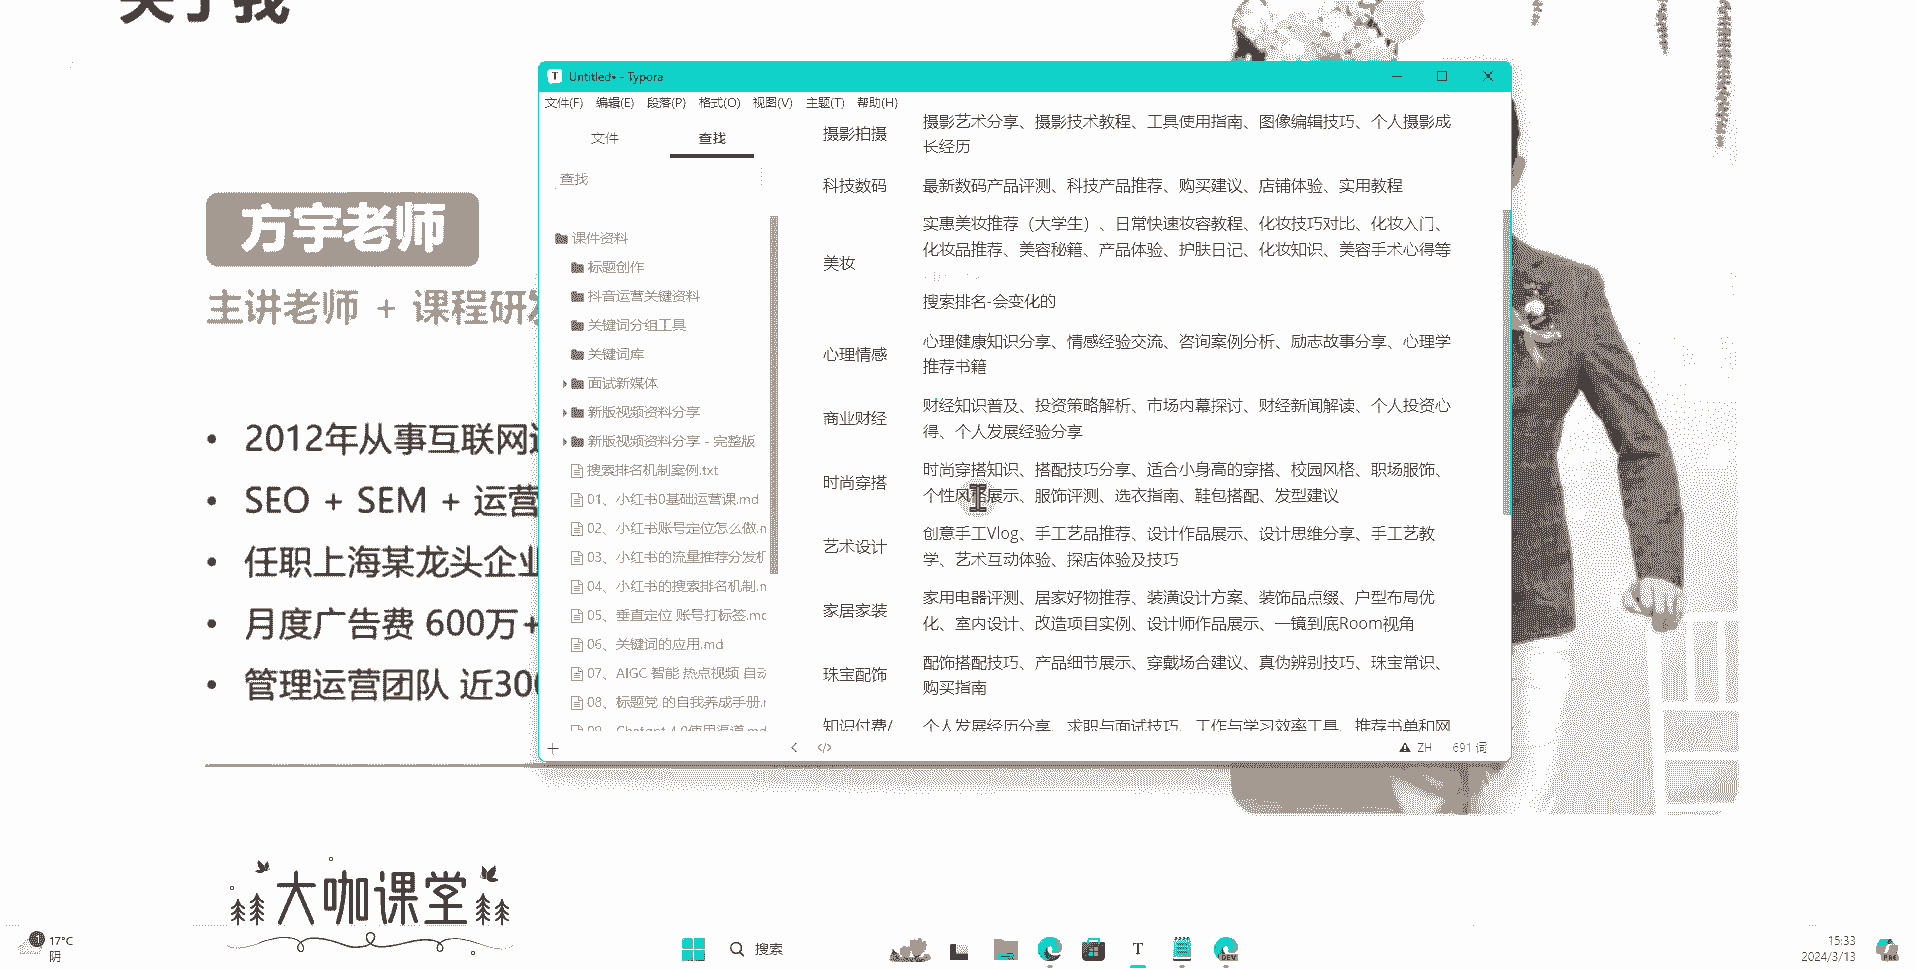 关于我
方宇老师
主讲老师 + 课程研发
2012年从事互联网
SEO + SEM + 运营
任职上海某龙头企业
月度广告费 600万+
管理运营团队 近300
大咖课堂
Untitled• - Typora
文件(F) 编辑(E) 段落(P) 格式(O) 视图(V) 主题(T) 帮助(H)
文件 查找
查找
课件资料
标题创作
抖音运营关键资料
关键词分组工具
关键词库
面试新媒体
新版视频资料分享
新版视频资料分享 - 完整版
搜索排名机制案例.txt
01、小红书0基础运营课.md
02、小红书账号定位怎么做.m
03、小红书的流量推荐分发机
04、小红书的搜索排名机制.m
05、垂直定位 账号打标签.mc
06、关键词的应用.md
07、AIGC 智能 热点视频 自动
08、标题党 的自我养成手册.r
09、Chatgpt 4.0使用渠道.md
摄影拍摄
摄影艺术分享、摄影技术教程、工具使用指南、图像编辑技巧、个人摄影成
长经历
科技数码
最新数码产品评测、科技产品推荐、购买建议、店铺体验、实用教程
美妆
实惠美妆推荐（大学生）、日常快速妆容教程、化妆技巧对比、化妆入门、
化妆品推荐、美容秘籍、产品体验、护肤日记、化妆知识、美容手术心得等
搜索排名-会变化的
心理情感
心理健康知识分享、情感经验交流、咨询案例分析、励志故事分享、心理学
推荐书籍
商业财经
财经知识普及、投资策略解析、市场内幕探讨、财经新闻解读、个人投资心
得、个人发展经验分享
时尚穿搭
时尚穿搭知识、搭配技巧分享、适合小身高的穿搭、校园风格、职场服饰、
个性风格展示、服饰评测、选衣指南、鞋包搭配、发型建议
艺术设计
创意手工Vlog、手工艺品推荐、设计作品展示、设计思维分享、手工艺教
学、艺术互动体验、探店体验及技巧
家居家装
家用电器评测、居家好物推荐、装潢设计方案、装饰品点缀、户型布局优
化、室内设计、改造项目实例、设计师作品展示、一镜到底Room视角
珠宝配饰
配饰搭配技巧、产品细节展示、穿戴场合建议、真伪辨别技巧、珠宝常识、
购买指南
知识付费/
个人发展经历分享、求职与面试技巧、工作与学习效率工具、推荐书单和网
ZH 691 词
17°C
阴
搜索
15:33
2024/3/13